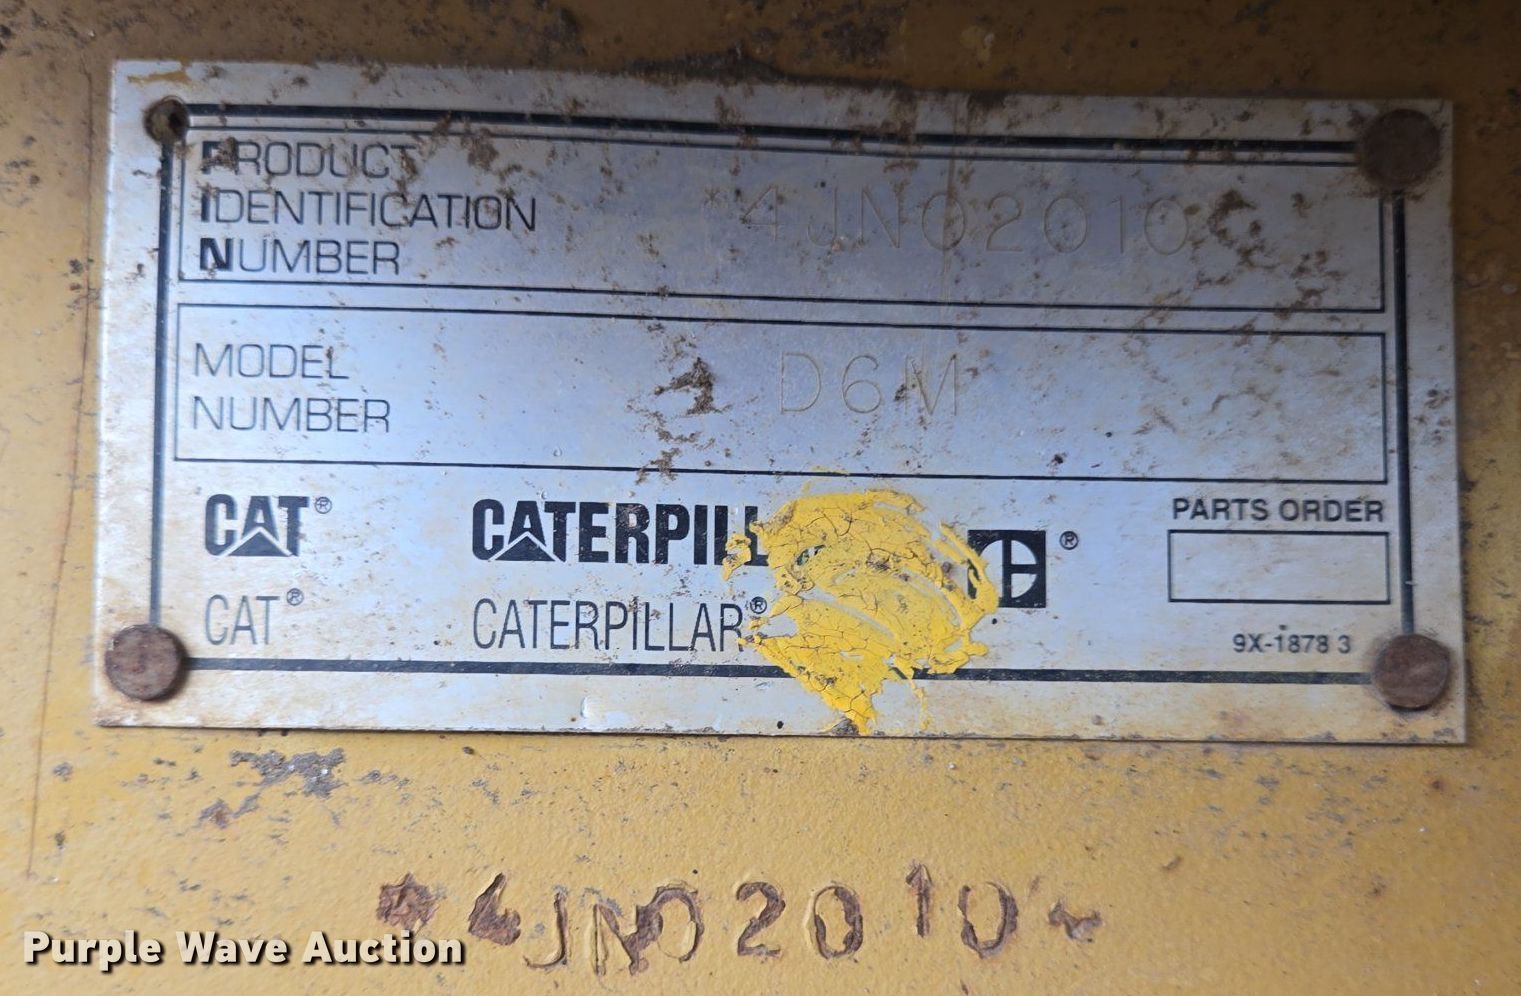 PRODUCT
IDENTIFICATION
NUMBER
*4JN02010*
MODEL
NUMBER
D6M
CAT® CATERPILL ®
CAT® CATERPILLAR®
PARTS ORDER
9X-1878 3
*4JN02010*
Purple Wave Auction